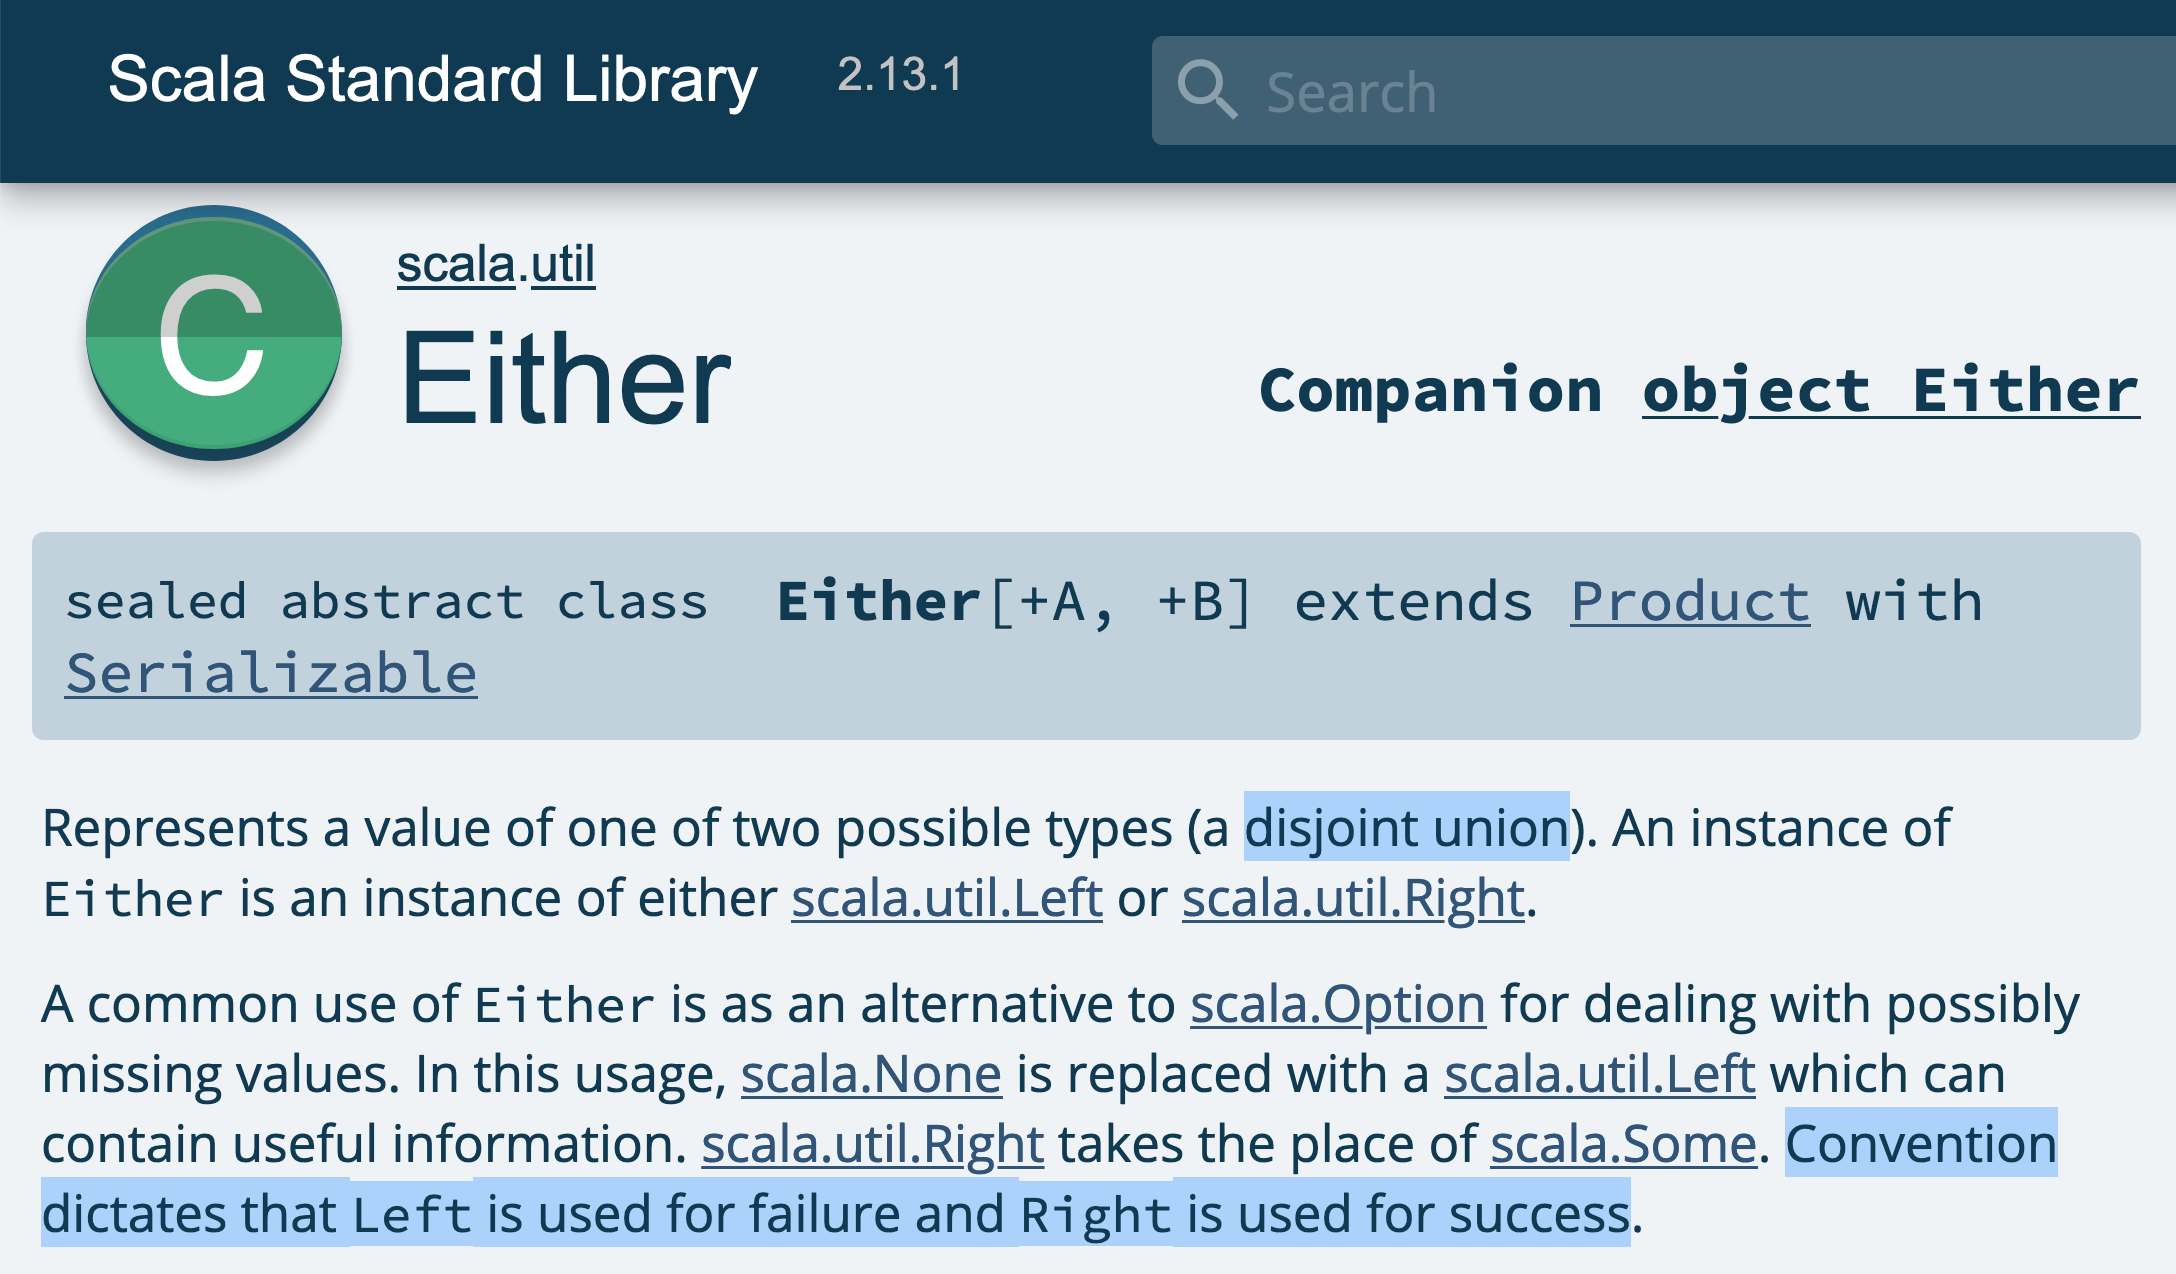 Scala Standard Library 2.13.1 Search
C
scala.util
Either
Companion object Either
sealed abstract class Either[+A, +B] extends Product with
Serializable
Represents a value of one of two possible types (a disjoint union). An instance of
Either is an instance of either scala.util.Left or scala.util.Right.
A common use of Either is as an alternative to scala.Option for dealing with possibly
missing values. In this usage, scala.None is replaced with a scala.util.Left which can
contain useful information. scala.util.Right takes the place of scala.Some. Convention
dictates that Left is used for failure and Right is used for success.